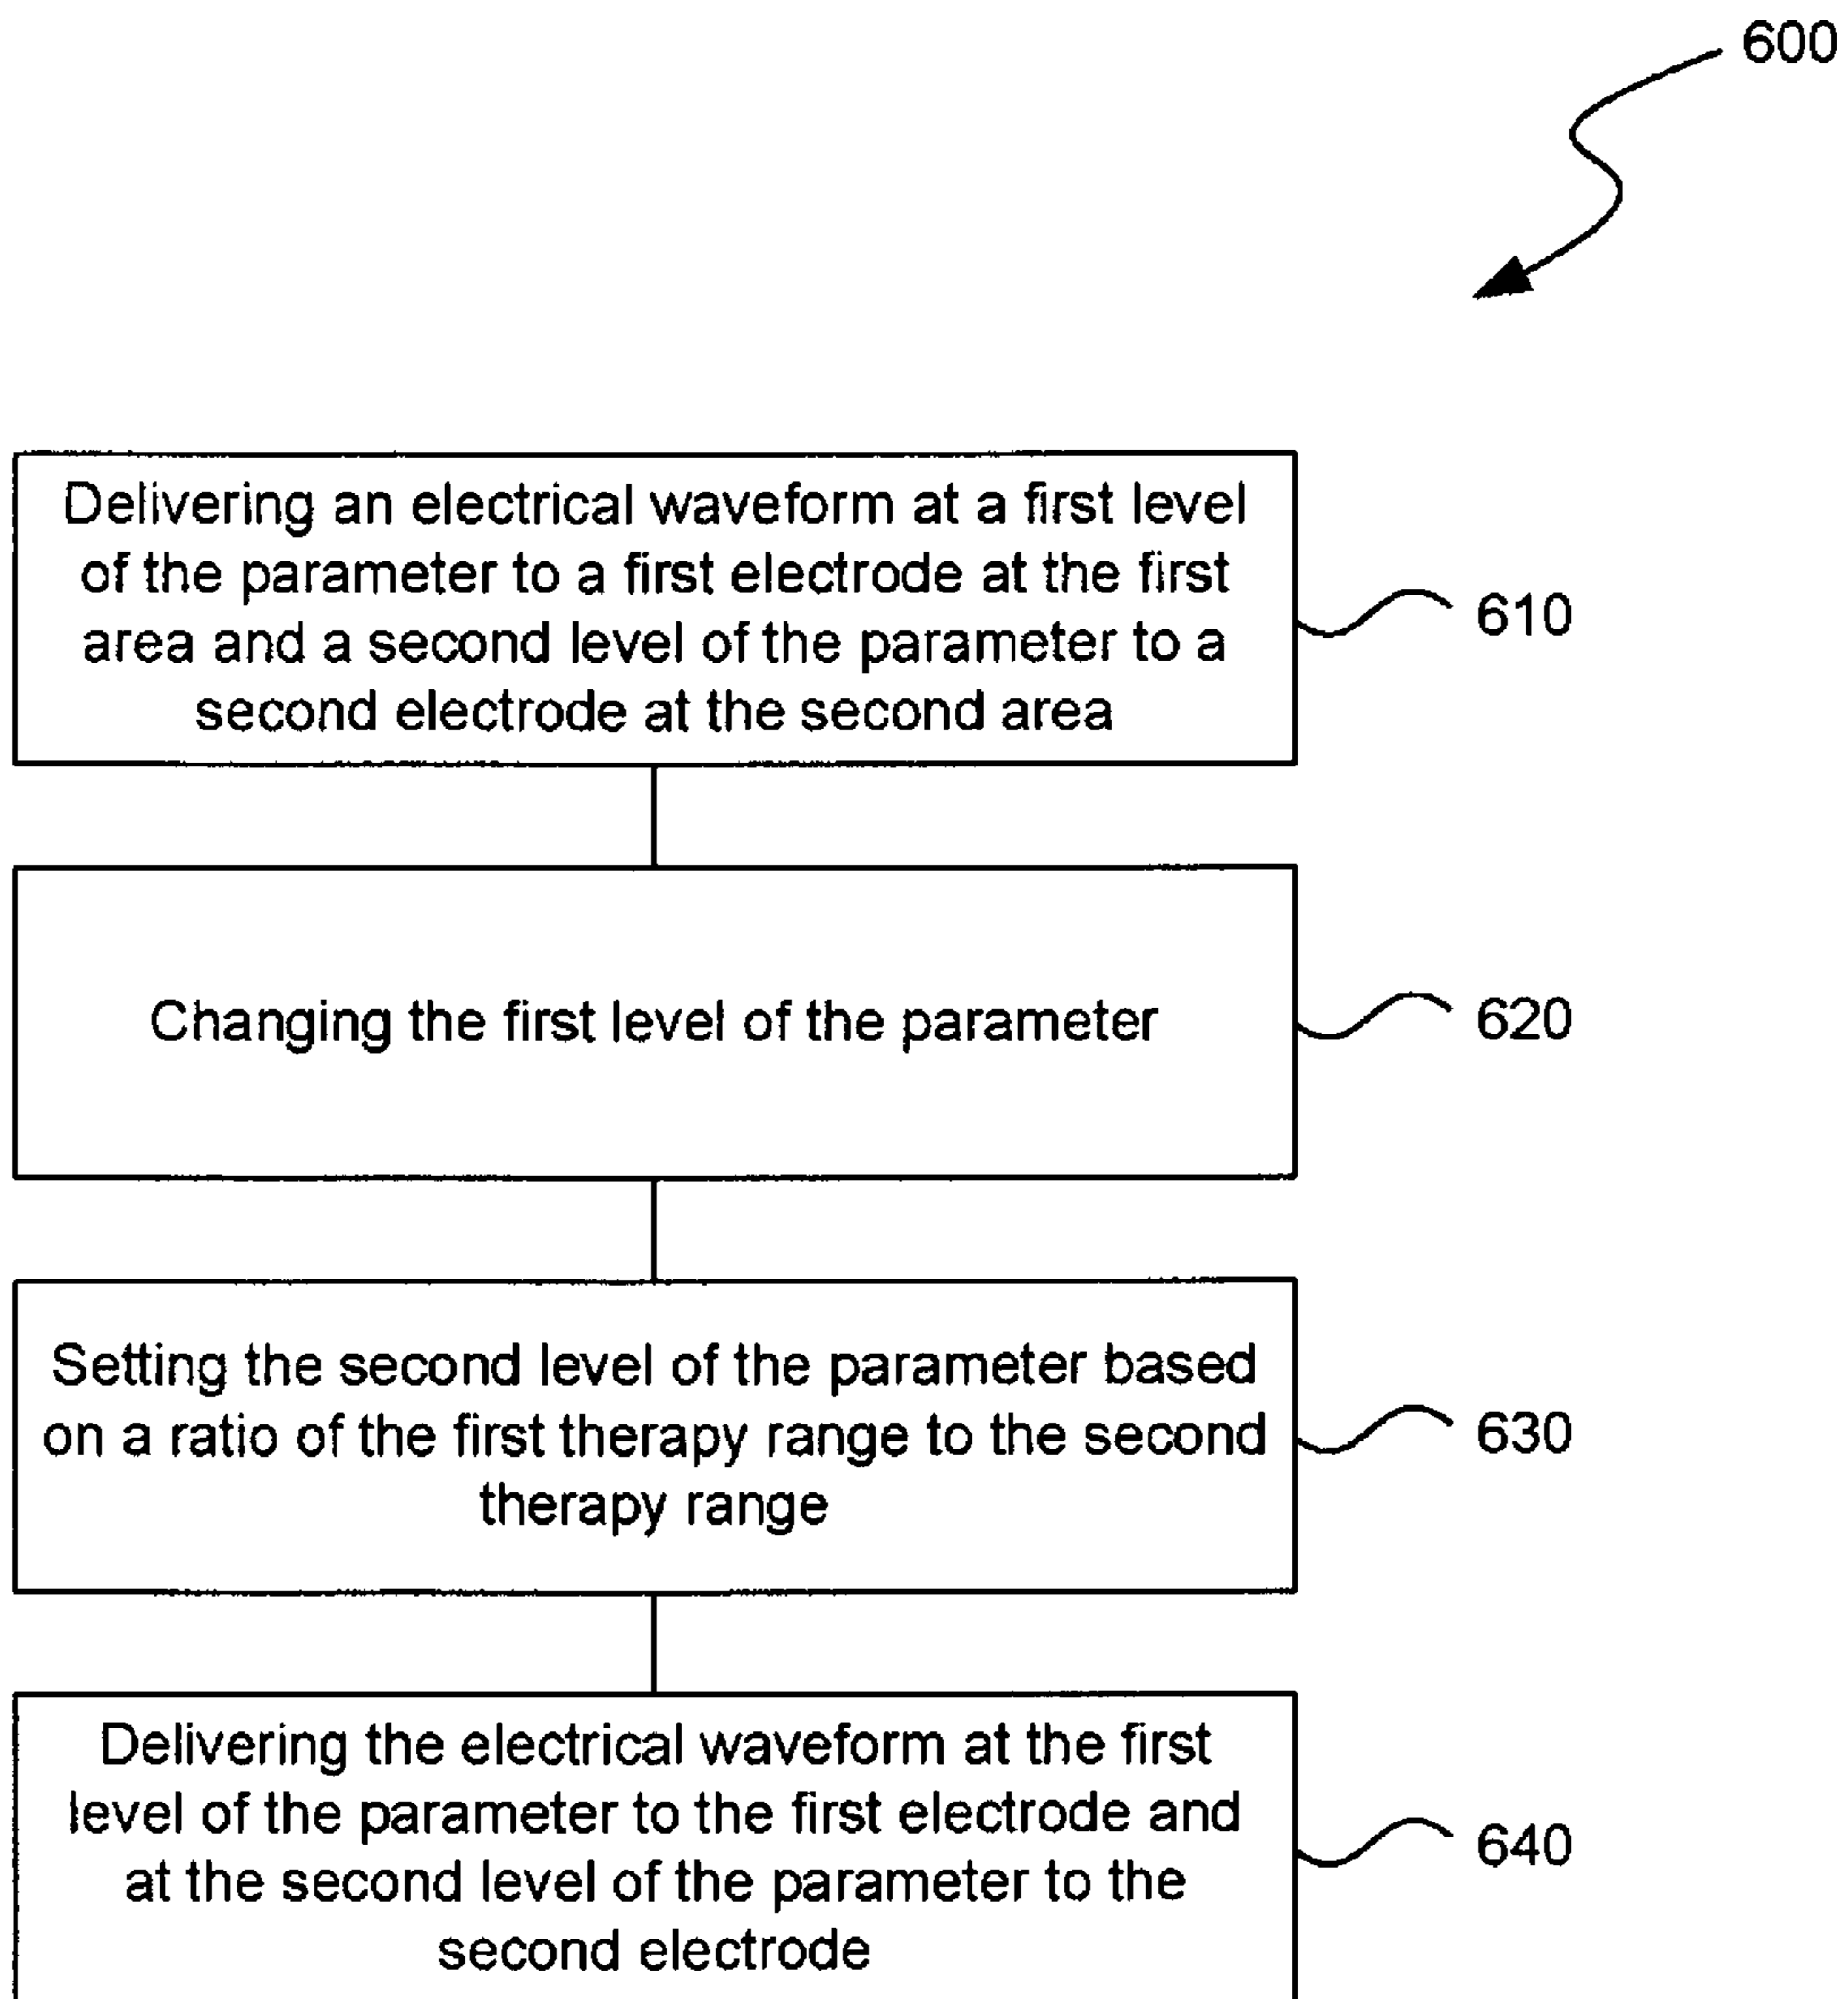 600
Delivering an electrical waveform at a first level
of the parameter to a first electrode at the first
area and a second level of the parameter to a
second electrode at the second area
610
Changing the first level of the parameter
620
Setting the second level of the parameter based
on a ratio of the first therapy range to the second
therapy range
630
Delivering the electrical waveform at the first
level of the parameter to the first electrode and
at the second level of the parameter to the
second electrode
640